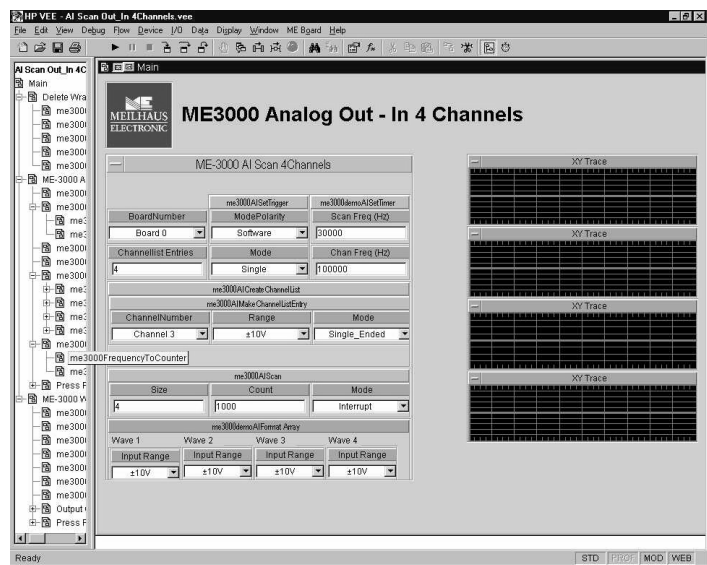 HP VEE - AI Scan Out_In 4Channels.vee
File Edit View Debug Flow Device I/O Data Display Window ME Board Help
AI Scan Out_In 4C
Main
Main
Delete Wra
me300
me300
me300
me300
me300
ME-3000 A
me300
me300
me3
me3
me300
me300
me3
me3
me3
me3
me300
me3000FrequencyToCounter
me3
Press F
ME-3000 W
me300
me300
me300
me300
me300
me300
me300
Output
Press F
MEILHAUS
ELECTRONIC
ME3000 Analog Out - In 4 Channels
ME-3000 AI Scan 4Channels
me3000AISetTrigger me3000demoAISetTimer
BoardNumber ModePolarity Scan Freq (Hz)
Board 0 Software 30000
Channellist Entries Mode Chan Freq (Hz)
4 Single 100000
me3000AICreateChannelList
me3000AIMakeChannelListEntry
ChannelNumber Range Mode
Channel 3 ±10V Single_Ended
me3000AIScan
Size Count Mode
4 1000 Interrupt
me3000demoAIFormat Array
Wave 1 Wave 2 Wave 3 Wave 4
Input Range Input Range Input Range Input Range
±10V ±10V ±10V ±10V
XY Trace
XY Trace
XY Trace
XY Trace
Ready
STD PROF MOD WEB